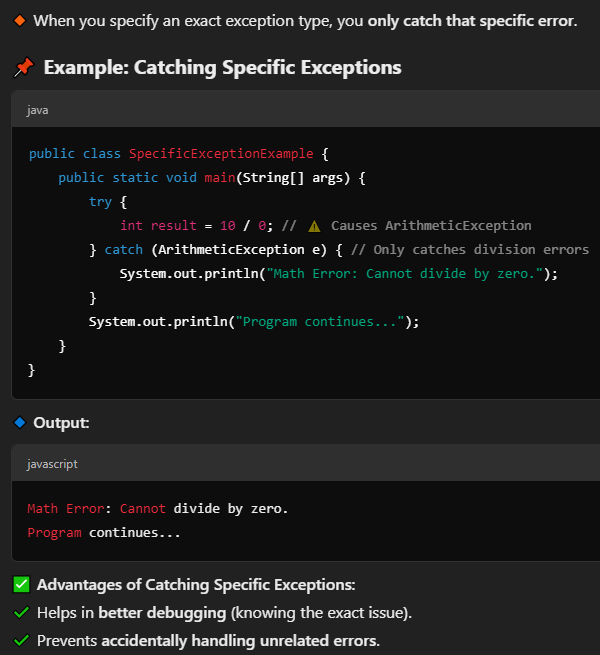 When you specify an exact exception type, you only catch that specific error.
Example: Catching Specific Exceptions
java
public class SpecificExceptionExample {
    public static void main(String[] args) {
        try {
            int result = 10 / 0; // ⚠️ Causes ArithmeticException
        } catch (ArithmeticException e) { // Only catches division errors
            System.out.println("Math Error: Cannot divide by zero.");
        }
        System.out.println("Program continues...");
    }
}
Output:
javascript
Math Error: Cannot divide by zero.
Program continues...
Advantages of Catching Specific Exceptions:
Helps in better debugging (knowing the exact issue).
Prevents accidentally handling unrelated errors.